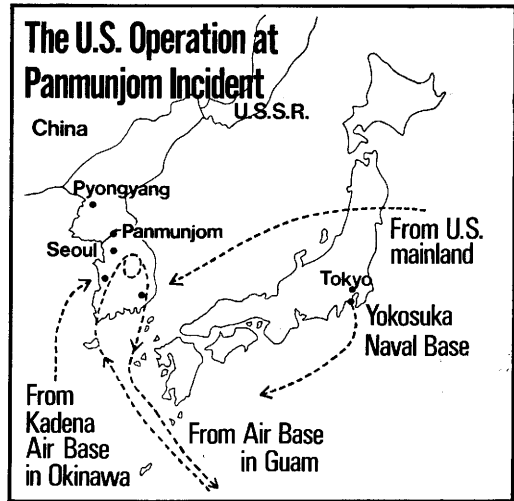 The U.S. Operation at
Panmunjom Incident
U.S.S.R.
China
Pyongyang
Panmunjom
Seoul
From U.S.
mainland
Tokyo
Yokosuka
Naval Base
From
Kadena
Air Base
in Okinawa
From Air Base
in Guam